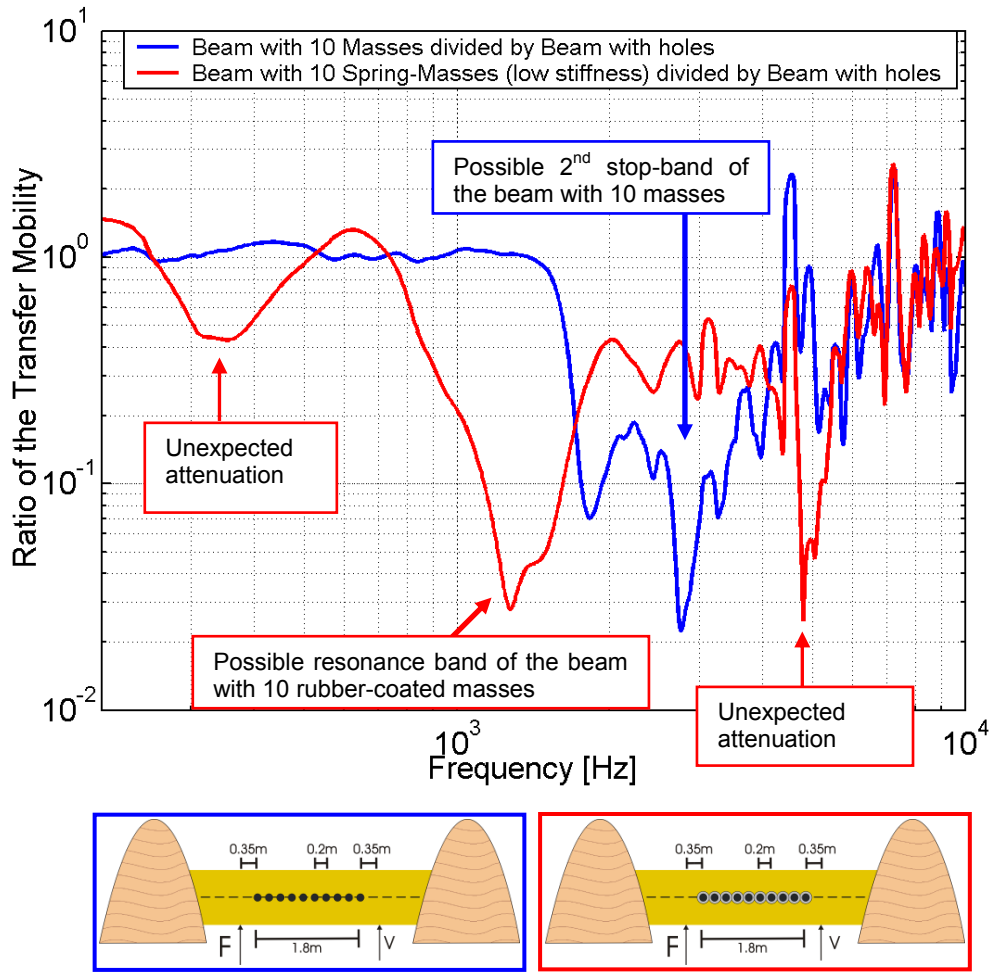 10^1
Beam with 10 Masses divided by Beam with holes
Beam with 10 Spring-Masses (low stiffness) divided by Beam with holes
Possible 2nd stop-band of
the beam with 10 masses
10^0
Ratio of the Transfer Mobility
Unexpected
attenuation
10^-1
Possible resonance band of the beam
with 10 rubber-coated masses
Unexpected
attenuation
10^-2
10^3
10^4
Frequency [Hz]
0.35m 0.2m 0.35m
F 1.8m V
0.35m 0.2m 0.35m
F 1.8m V